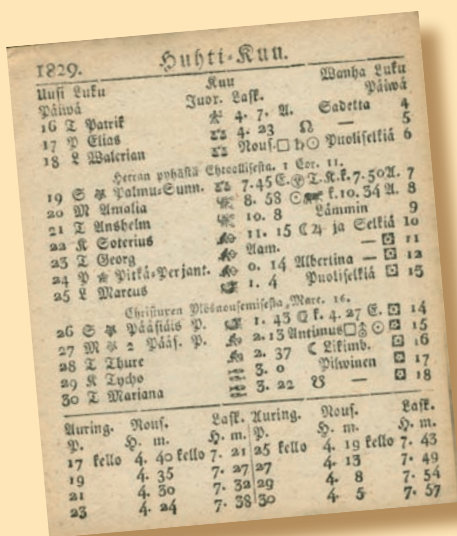 1829. Huhti-Kun.
Uusi Luku Kuu Wanha Luku
Päiwä Juor. Lask. Päiwä
16 T Patrik 4. 7. A. Sadetta 4
17 P Elias 4. 23 ☊ — 5
18 L Walerian Nous. □ ♄ ☉ Puoliselkiä 6
Herran pyhästä Ehtoollisesta. 1 Cor. 11.
19 S Palmu-Sunn. 7. 45 E. T. K. k. 7. 50 A. 7
20 M Amalia 8. 58 ☉ k. 10. 34 A. 8
21 T Anshelm 10. 8 Lämmin 9
22 K Soterius 11. 15 ☾ ♃ ja Selkiä 10
23 T Georg Aam. — 11
24 P Pitkä-Perjant. 0. 14 Albertina — 12
25 L Marcus 1. 4 Puoliselkiä 13
Christuxen Ylösnousemisesta, Marc. 16.
26 S Pääsiäis P. 1. 43 k. 4. 27 E. 14
27 M 2 Pääs. P. 2. 13 Antimus □ ☉ 15
28 T Thure 2. 37 ☾ Likimb. 16
29 K Tycho 3. 0 Pilwinen 17
30 T Mariana 3. 22 ☋ — 18
Auring. Nous. Lask. Auring. Nous. Lask.
P. H. m. H. m. P. H. m. H. m.
17 kello 4. 40 kello 7. 21 25 kello 4. 19 kello 7. 43
19 4. 35 7. 27 27 4. 13 7. 49
21 4. 30 7. 32 29 4. 8 7. 54
23 4. 24 7. 38 30 4. 5 7. 57